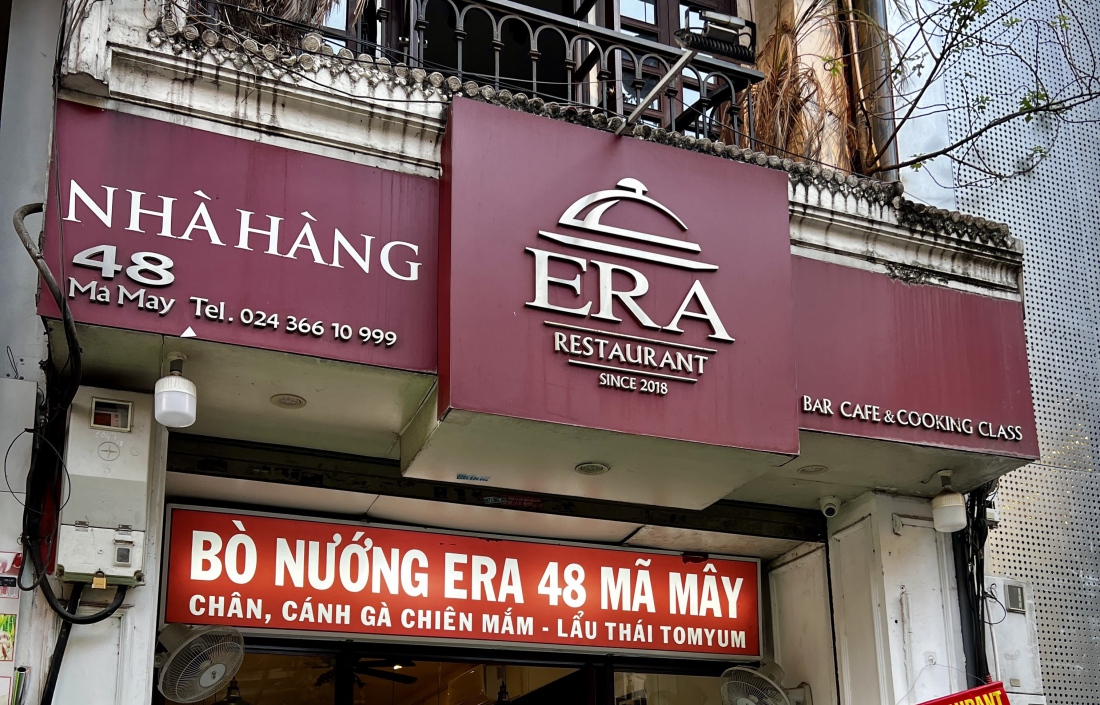 NHÀ HÀNG
48
Ma May Tel. 024 366 10 999
ERA
RESTAURANT
SINCE 2018
BAR CAFE & COOKING CLASS
BÒ NƯỚNG ERA 48 MÃ MÂY
CHÂN, CÁNH GÀ CHIÊN MẮM - LẨU THÁI TOMYUM